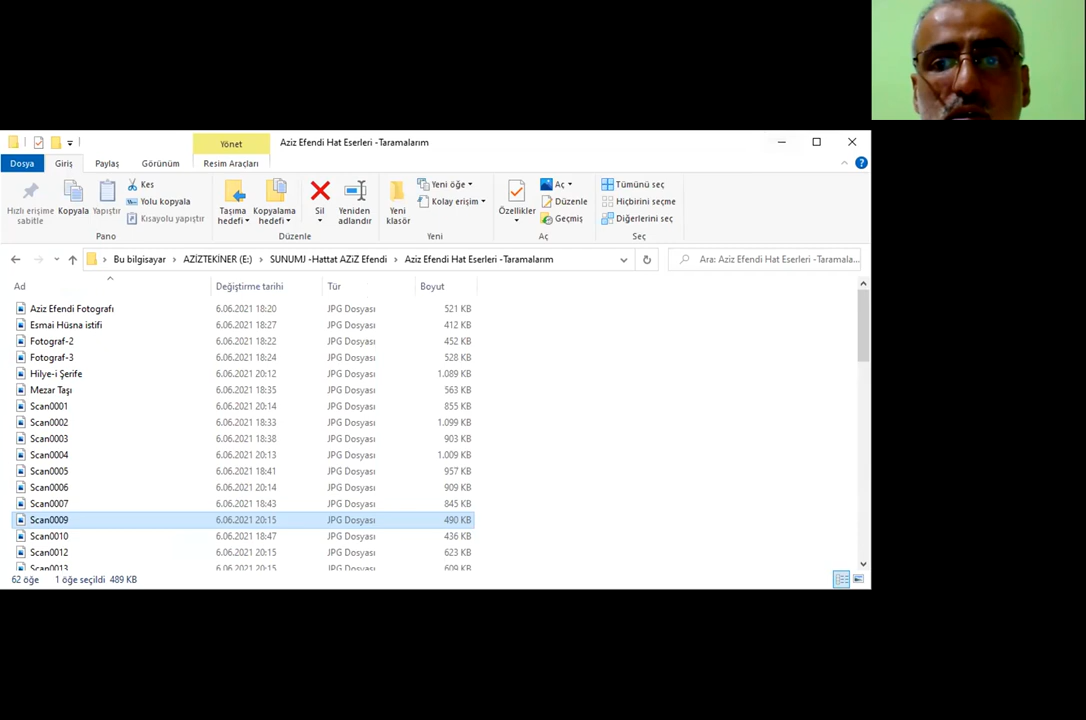 Yönet
Aziz Efendi Hat Eserleri -Taramalarım
Dosya Giriş Paylaş Görünüm Resim Araçları
Hızlı erişime sabitle
Kopyala
Yapıştır
Kes
Yolu kopyala
Kısayolu yapıştır
Taşıma hedefi
Kopyalama hedefi
Sil
Yeniden adlandır
Yeni klasör
Yeni öğe
Kolay erişim
Özellikler
Aç
Düzenle
Geçmiş
Tümünü seç
Hiçbirini seçme
Diğerlerini seç
Pano Düzenle Yeni Aç Seç
Bu bilgisayar > AZİZTEKİNER (E:) > SUNUMJ -Hattat AZiZ Efendi > Aziz Efendi Hat Eserleri -Taramalarım
Ara: Aziz Efendi Hat Eserleri -Taramala...
Ad Değiştirme tarihi Tür Boyut
Aziz Efendi Fotografı 6.06.2021 18:20 JPG Dosyası 521 KB
Esmai Hüsna istifi 6.06.2021 18:27 JPG Dosyası 412 KB
Fotograf-2 6.06.2021 18:22 JPG Dosyası 452 KB
Fotograf-3 6.06.2021 18:24 JPG Dosyası 528 KB
Hilye-i Şerife 6.06.2021 20:12 JPG Dosyası 1.089 KB
Mezar Taşı 6.06.2021 18:35 JPG Dosyası 563 KB
Scan0001 6.06.2021 20:14 JPG Dosyası 855 KB
Scan0002 6.06.2021 18:33 JPG Dosyası 1.099 KB
Scan0003 6.06.2021 18:38 JPG Dosyası 903 KB
Scan0004 6.06.2021 20:13 JPG Dosyası 1.009 KB
Scan0005 6.06.2021 18:41 JPG Dosyası 957 KB
Scan0006 6.06.2021 20:14 JPG Dosyası 909 KB
Scan0007 6.06.2021 18:43 JPG Dosyası 845 KB
Scan0009 6.06.2021 20:15 JPG Dosyası 490 KB
Scan0010 6.06.2021 18:47 JPG Dosyası 436 KB
Scan0012 6.06.2021 20:15 JPG Dosyası 623 KB
Scan0013 6.06.2021 20:15 JPG Dosyası 609 KB
62 öğe 1 öğe seçildi 489 KB